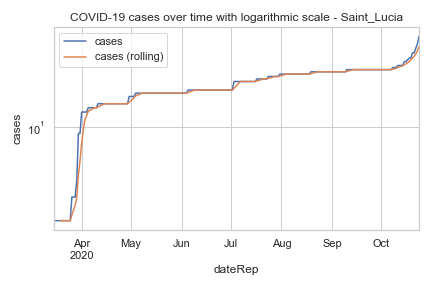 COVID-19 cases over time with logarithmic scale - Saint_Lucia
cases
cases (rolling)
cases
10¹
Apr
2020
May
Jun
Jul
Aug
Sep
Oct
dateRep